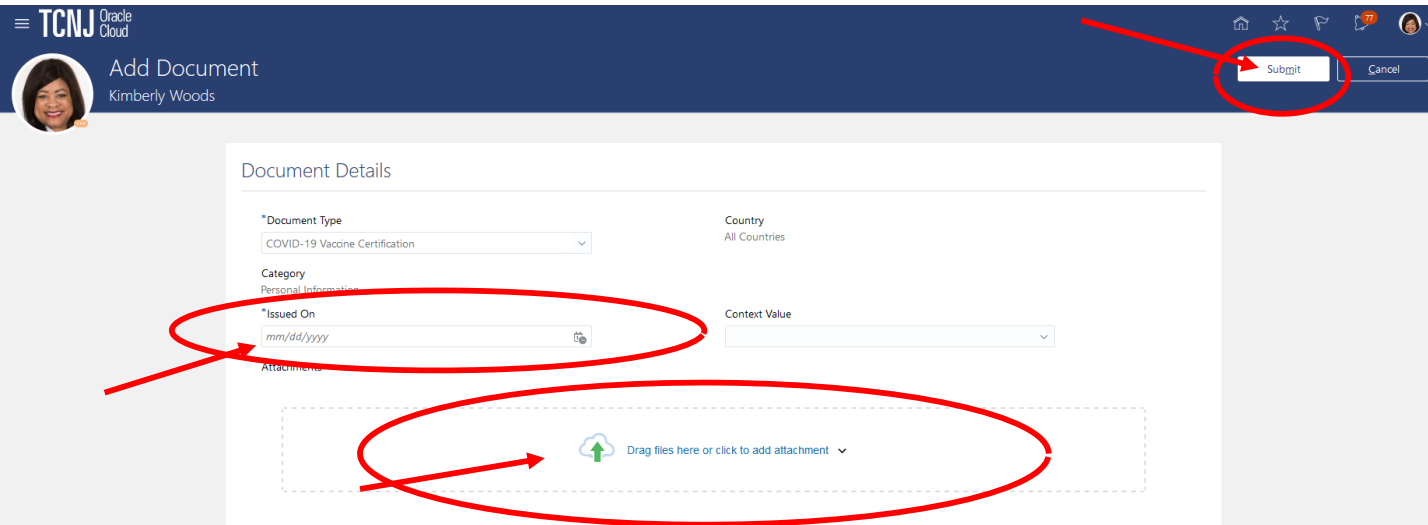 TCNJ Oracle Cloud
77
Add Document
Kimberly Woods
Submit
Cancel
Document Details
*Document Type
COVID-19 Vaccine Certification
Country
All Countries
Category
Personal Information
*Issued On
mm/dd/yyyy
Context Value
Attachments
Drag files here or click to add attachment